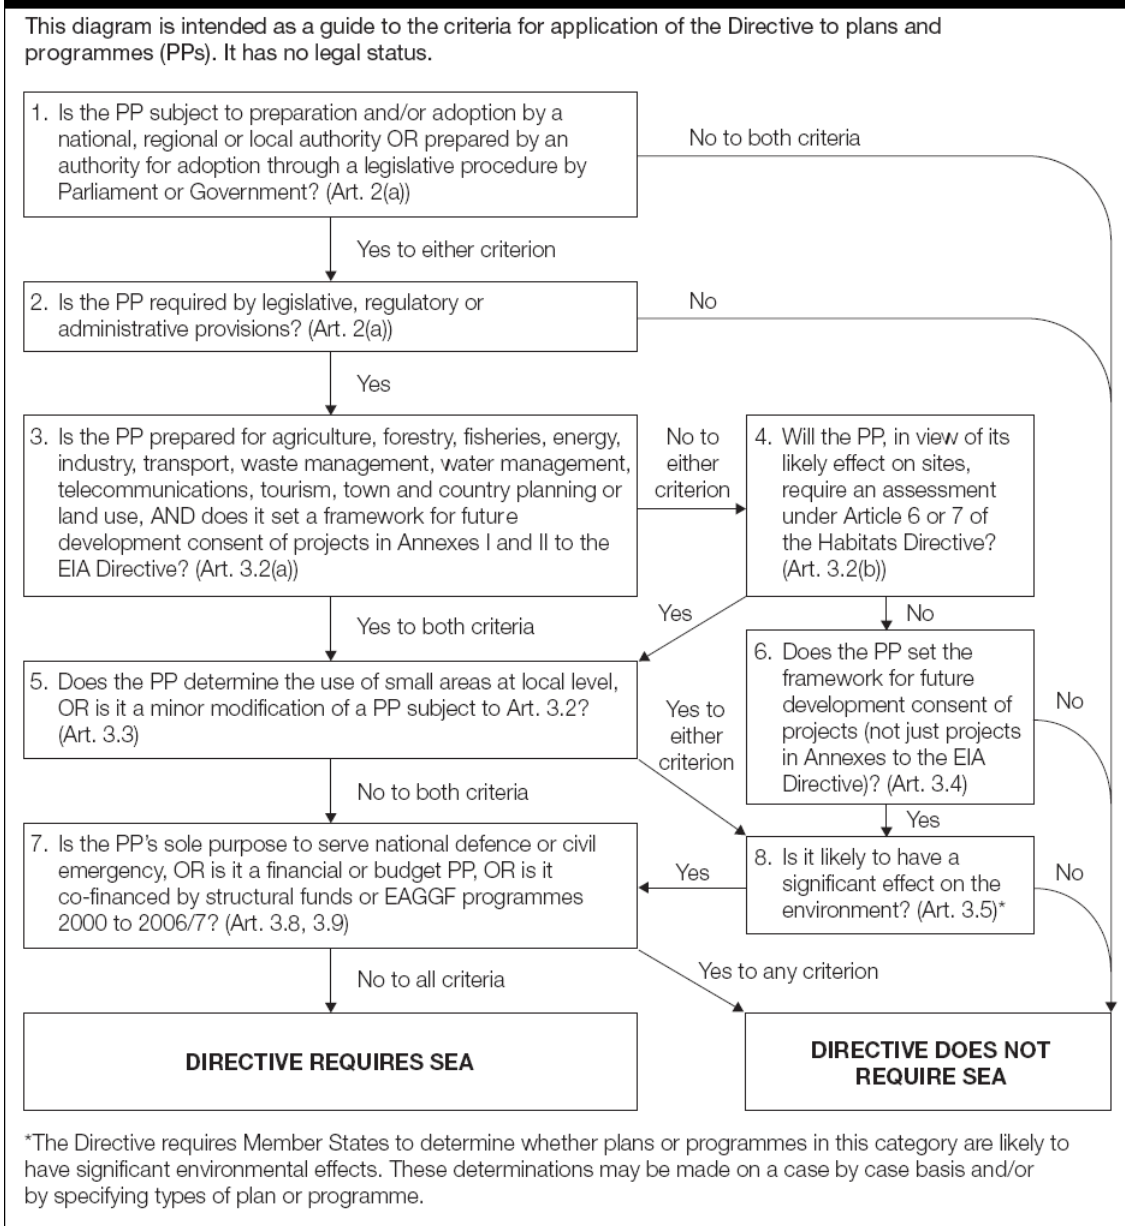 This diagram is intended as a guide to the criteria for application of the Directive to plans and
programmes (PPs). It has no legal status.
1. Is the PP subject to preparation and/or adoption by a
national, regional or local authority OR prepared by an
authority for adoption through a legislative procedure by
Parliament or Government? (Art. 2(a))
No to both criteria
Yes to either criterion
2. Is the PP required by legislative, regulatory or
administrative provisions? (Art. 2(a))
No
Yes
3. Is the PP prepared for agriculture, forestry, fisheries, energy,
industry, transport, waste management, water management,
telecommunications, tourism, town and country planning or
land use, AND does it set a framework for future
development consent of projects in Annexes I and II to the
EIA Directive? (Art. 3.2(a))
No to
either
criterion
4. Will the PP, in view of its
likely effect on sites,
require an assessment
under Article 6 or 7 of
the Habitats Directive?
(Art. 3.2(b))
Yes to both criteria
Yes
No
5. Does the PP determine the use of small areas at local level,
OR is it a minor modification of a PP subject to Art. 3.2?
(Art. 3.3)
Yes to
either
criterion
6. Does the PP set the
framework for future
development consent of
projects (not just projects
in Annexes to the EIA
Directive)? (Art. 3.4)
No
No to both criteria
Yes
7. Is the PP's sole purpose to serve national defence or civil
emergency, OR is it a financial or budget PP, OR is it
co-financed by structural funds or EAGGF programmes
2000 to 2006/7? (Art. 3.8, 3.9)
Yes
8. Is it likely to have a
significant effect on the
environment? (Art. 3.5)*
No
No to all criteria
Yes to any criterion
DIRECTIVE REQUIRES SEA
DIRECTIVE DOES NOT
REQUIRE SEA
*The Directive requires Member States to determine whether plans or programmes in this category are likely to
have significant environmental effects. These determinations may be made on a case by case basis and/or
by specifying types of plan or programme.